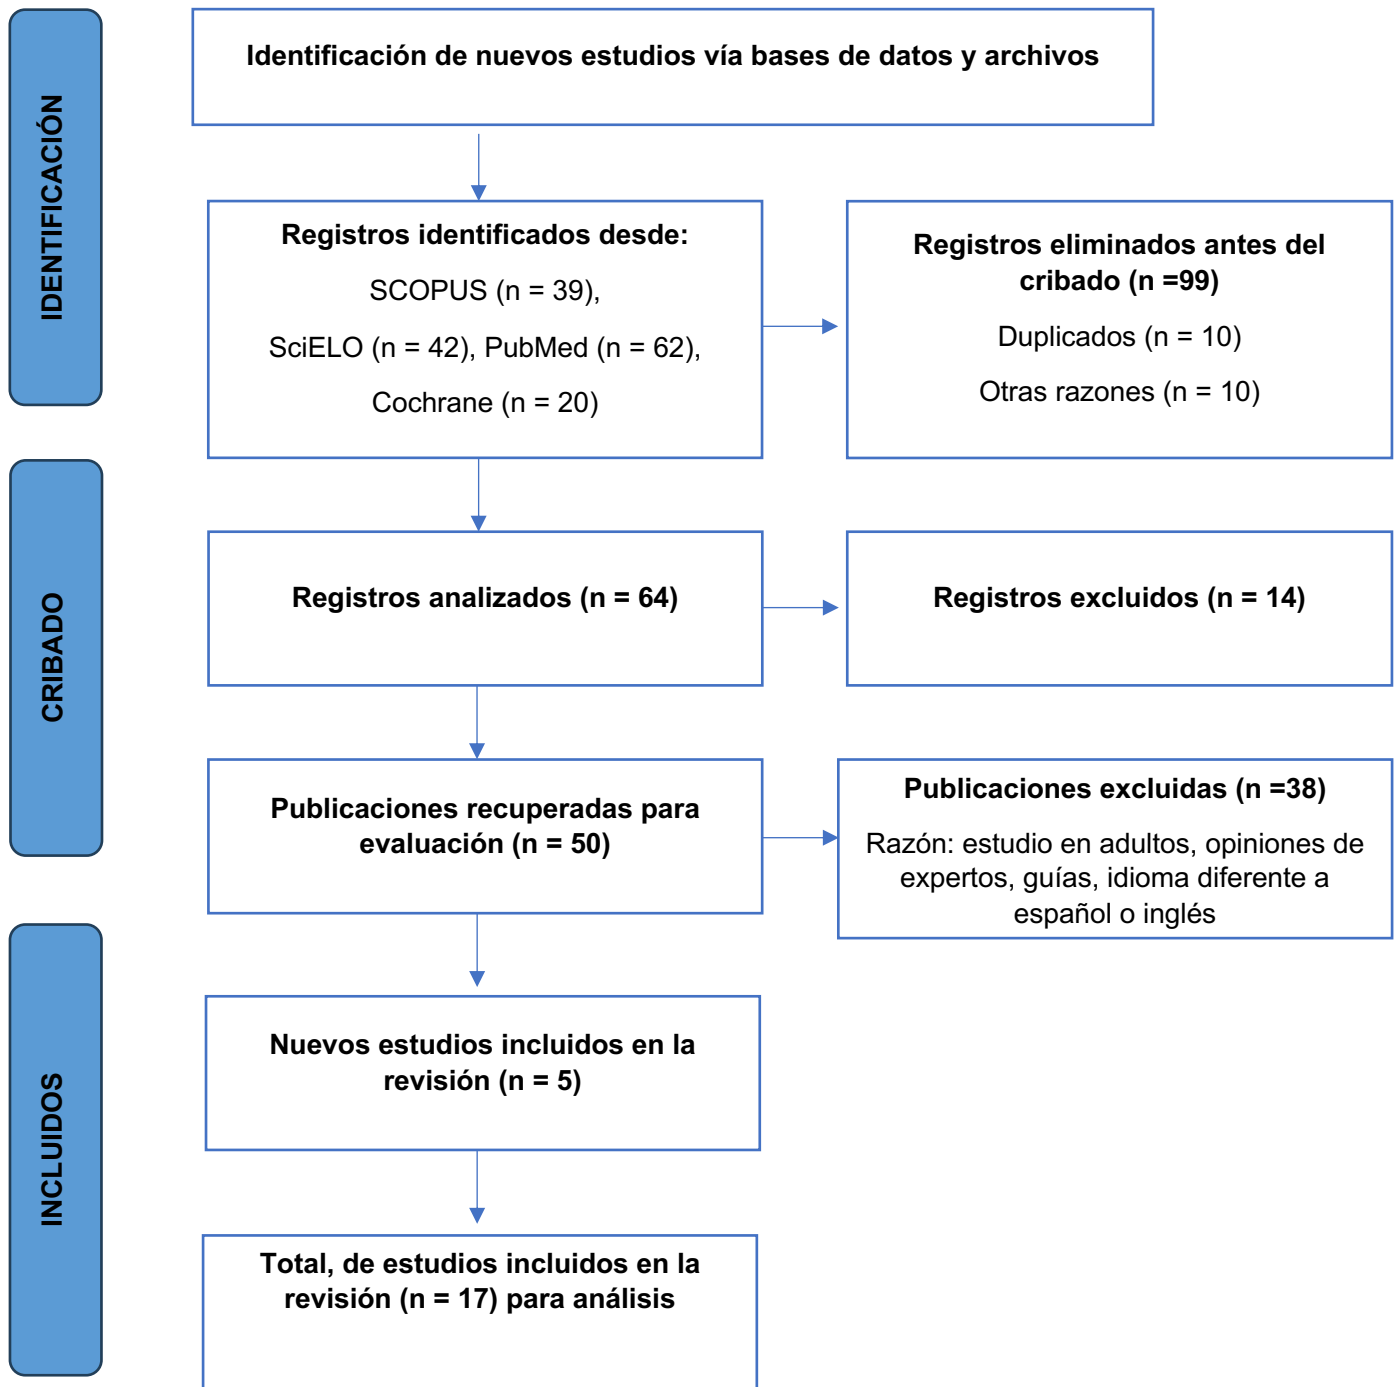 IDENTIFICACIÓN
Identificación de nuevos estudios vía bases de datos y archivos
Registros identificados desde:
SCOPUS (n = 39),
SciELO (n = 42), PubMed (n = 62),
Cochrane (n = 20)
Registros eliminados antes del
cribado (n =99)
Duplicados (n = 10)
Otras razones (n = 10)
CRIBADO
Registros analizados (n = 64)
Registros excluidos (n = 14)
Publicaciones recuperadas para
evaluación (n = 50)
Publicaciones excluidas (n =38)
Razón: estudio en adultos, opiniones de
expertos, guías, idioma diferente a
español o inglés
INCLUIDOS
Nuevos estudios incluidos en la
revisión (n = 5)
Total, de estudios incluidos en la
revisión (n = 17) para análisis